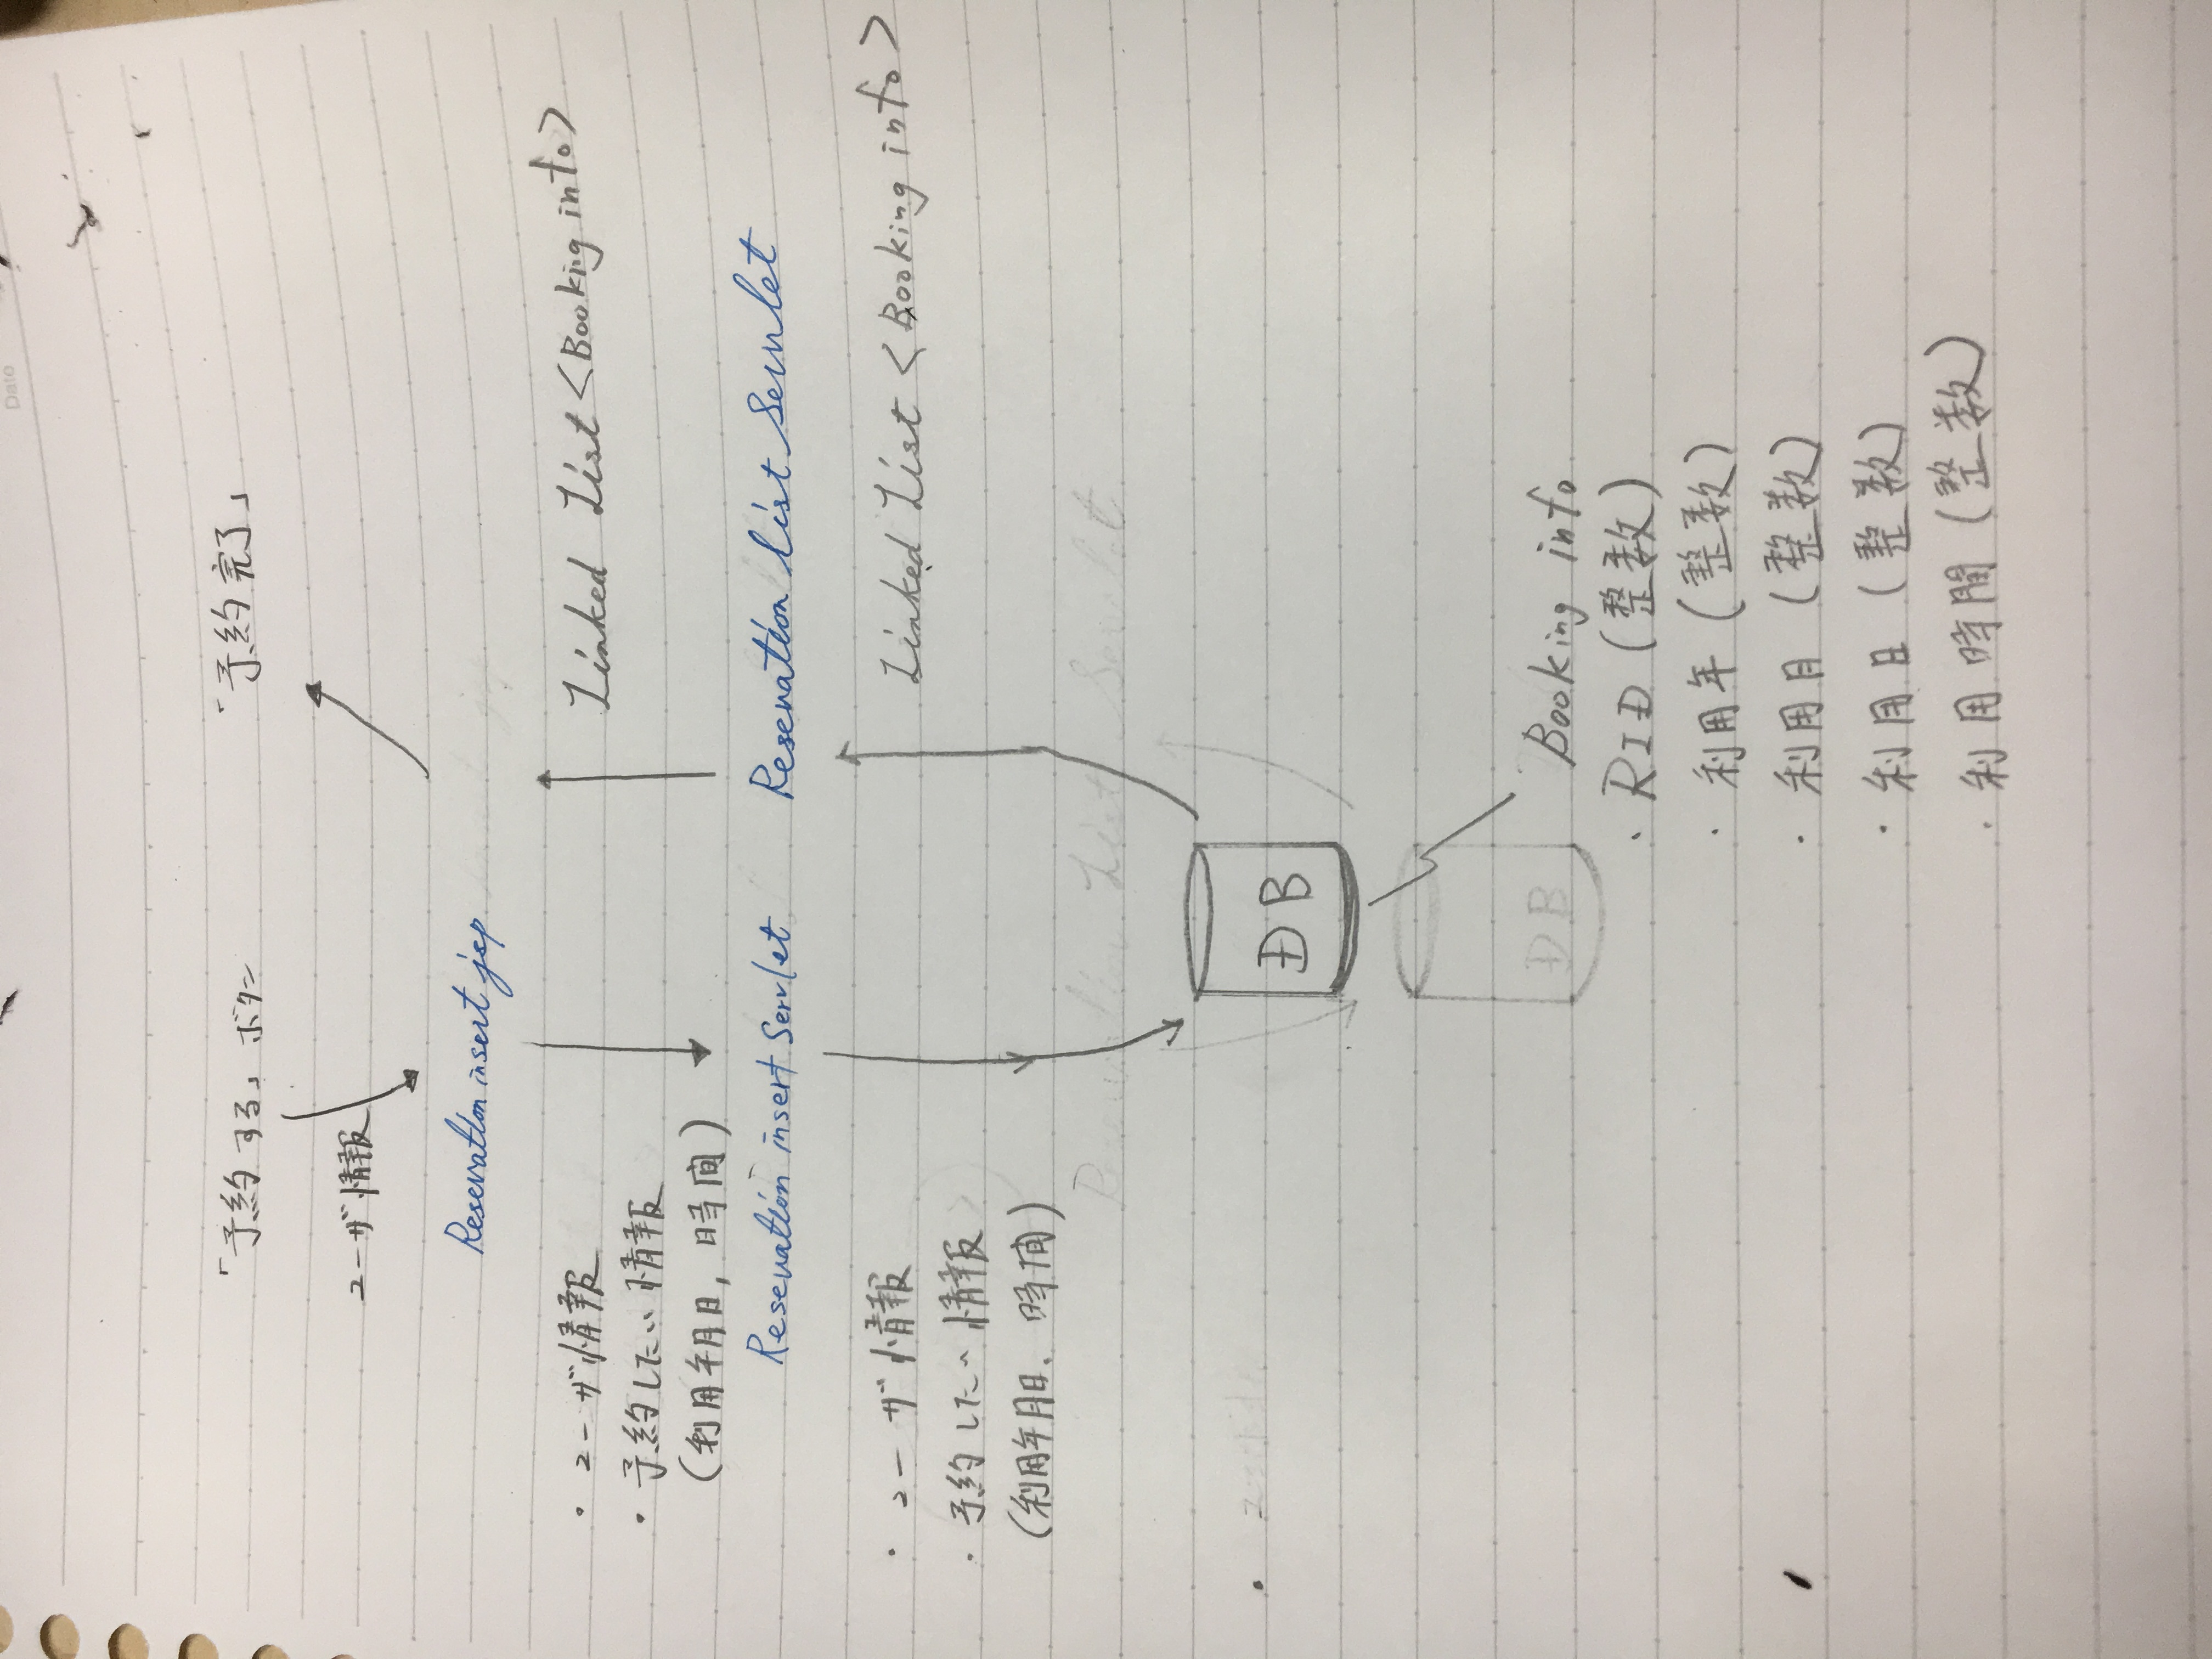 Date
「予約する」ボタン
「予約完了」
ユーザ情報
Resevation insert jsp
・ユーザ情報
・予約したい情報
(利用年月日, 時間)
Linked List <Booking info>
Resevation insert Servlet
Resevation list Servlet
・ユーザ情報
・予約したい情報
(利用年月日. 時間)
Linked List <Booking info>
Reservation List Servlet
DB
DB
Booking info
・RID (整数)
・利用年 (整数)
・利用月 (整数)
・利用日 (整数)
・利用時間 (整数)